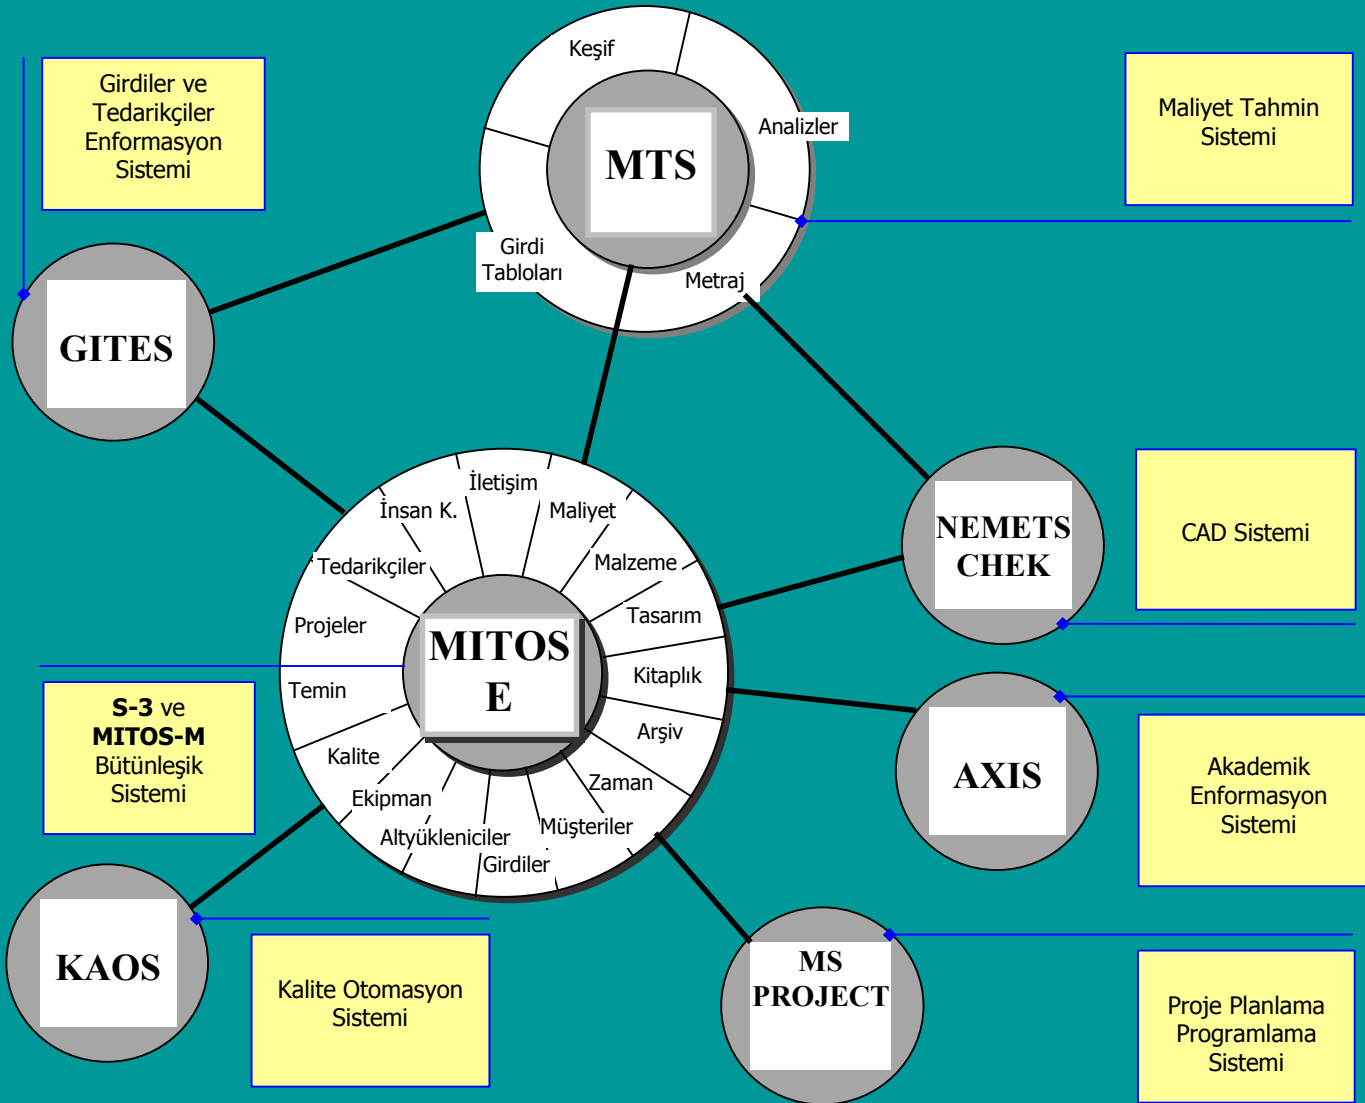 Keşif
Analizler
MTS
Girdi
Tabloları
Metraj
Girdiler ve
Tedarikçiler
Enformasyon
Sistemi
Maliyet Tahmin
Sistemi
GITES
İletişim
İnsan K.
Maliyet
Tedarikçiler
Malzeme
Projeler
Tasarım
MITOS
E
Temin
Kitaplık
Kalite
Arşiv
Ekipman
Zaman
Altyükleniciler
Müşteriler
Girdiler
NEMETS
CHEK
CAD Sistemi
S-3 ve
MITOS-M
Bütünleşik
Sistemi
AXIS
Akademik
Enformasyon
Sistemi
KAOS
Kalite Otomasyon
Sistemi
MS
PROJECT
Proje Planlama
Programlama
Sistemi